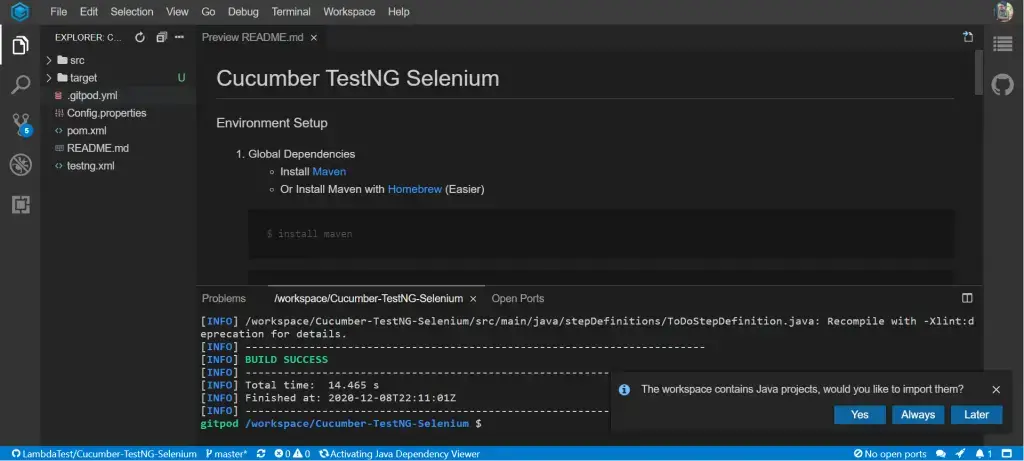 File Edit Selection View Go Debug Terminal Workspace Help
EXPLORER: C...
Preview README.md ×
src
target U
.gitpod.yml
Config.properties
pom.xml
README.md
testng.xml
5
Cucumber TestNG Selenium
Environment Setup
1. Global Dependencies
Install Maven
Or Install Maven with Homebrew (Easier)
$ install maven
Problems /workspace/Cucumber-TestNG-Selenium × Open Ports
[INFO] /workspace/Cucumber-TestNG-Selenium/src/main/java/stepDefinitions/ToDoStepDefinition.java: Recompile with -Xlint:d
eprecation for details.
[INFO] ------------------------------------------------------------------------
[INFO] BUILD SUCCESS
[INFO] ------------------------------------------------------------------------
[INFO] Total time:  14.465 s
[INFO] Finished at: 2020-12-08T22:11:01Z
[INFO] ------------------------------------------------------------------------
gitpod /workspace/Cucumber-TestNG-Selenium $
The workspace contains Java projects, would you like to import them? ×
Yes Always Later
LambdaTest/Cucumber-TestNG-Selenium master* 0 0 Activating Java Dependency Viewer No open ports 1